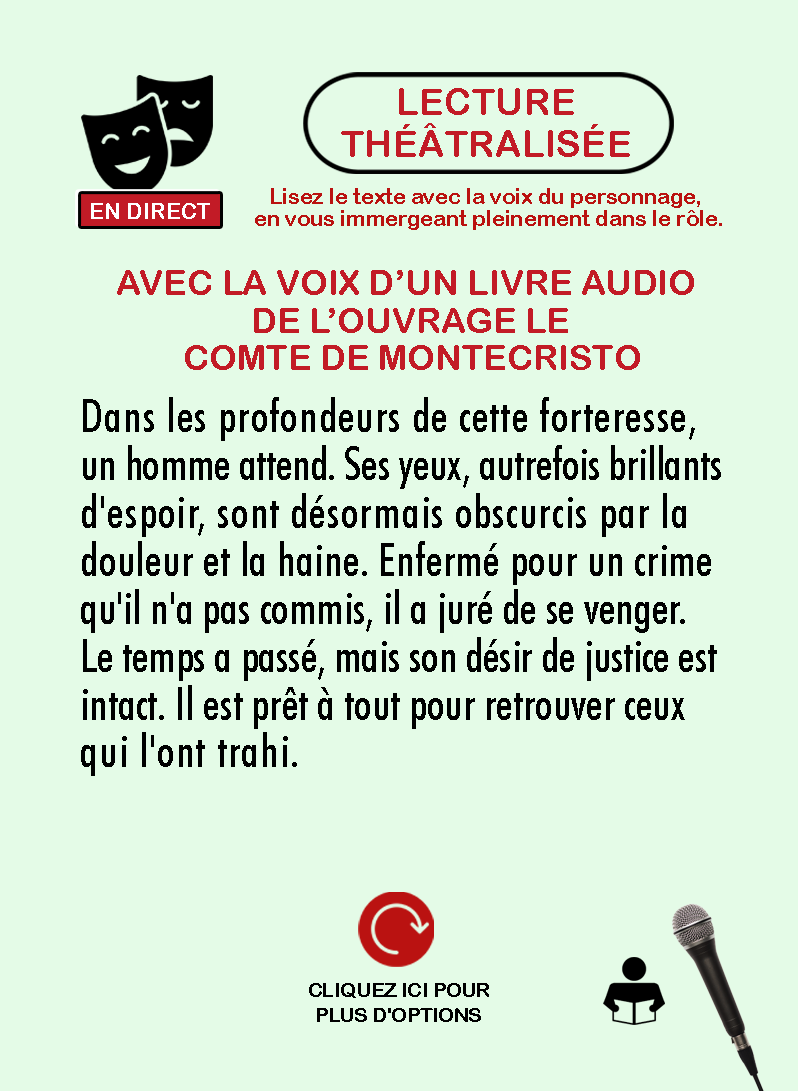 LECTURE
THÉÂTRALISÉE
EN DIRECT
Lisez le texte avec la voix du personnage,
en vous immergeant pleinement dans le rôle.
AVEC LA VOIX D’UN LIVRE AUDIO
DE L’OUVRAGE LE
COMTE DE MONTECRISTO
Dans les profondeurs de cette forteresse,
un homme attend. Ses yeux, autrefois brillants
d'espoir, sont désormais obscurcis par la
douleur et la haine. Enfermé pour un crime
qu'il n'a pas commis, il a juré de se venger.
Le temps a passé, mais son désir de justice est
intact. Il est prêt à tout pour retrouver ceux
qui l'ont trahi.
CLIQUEZ ICI POUR
PLUS D'OPTIONS